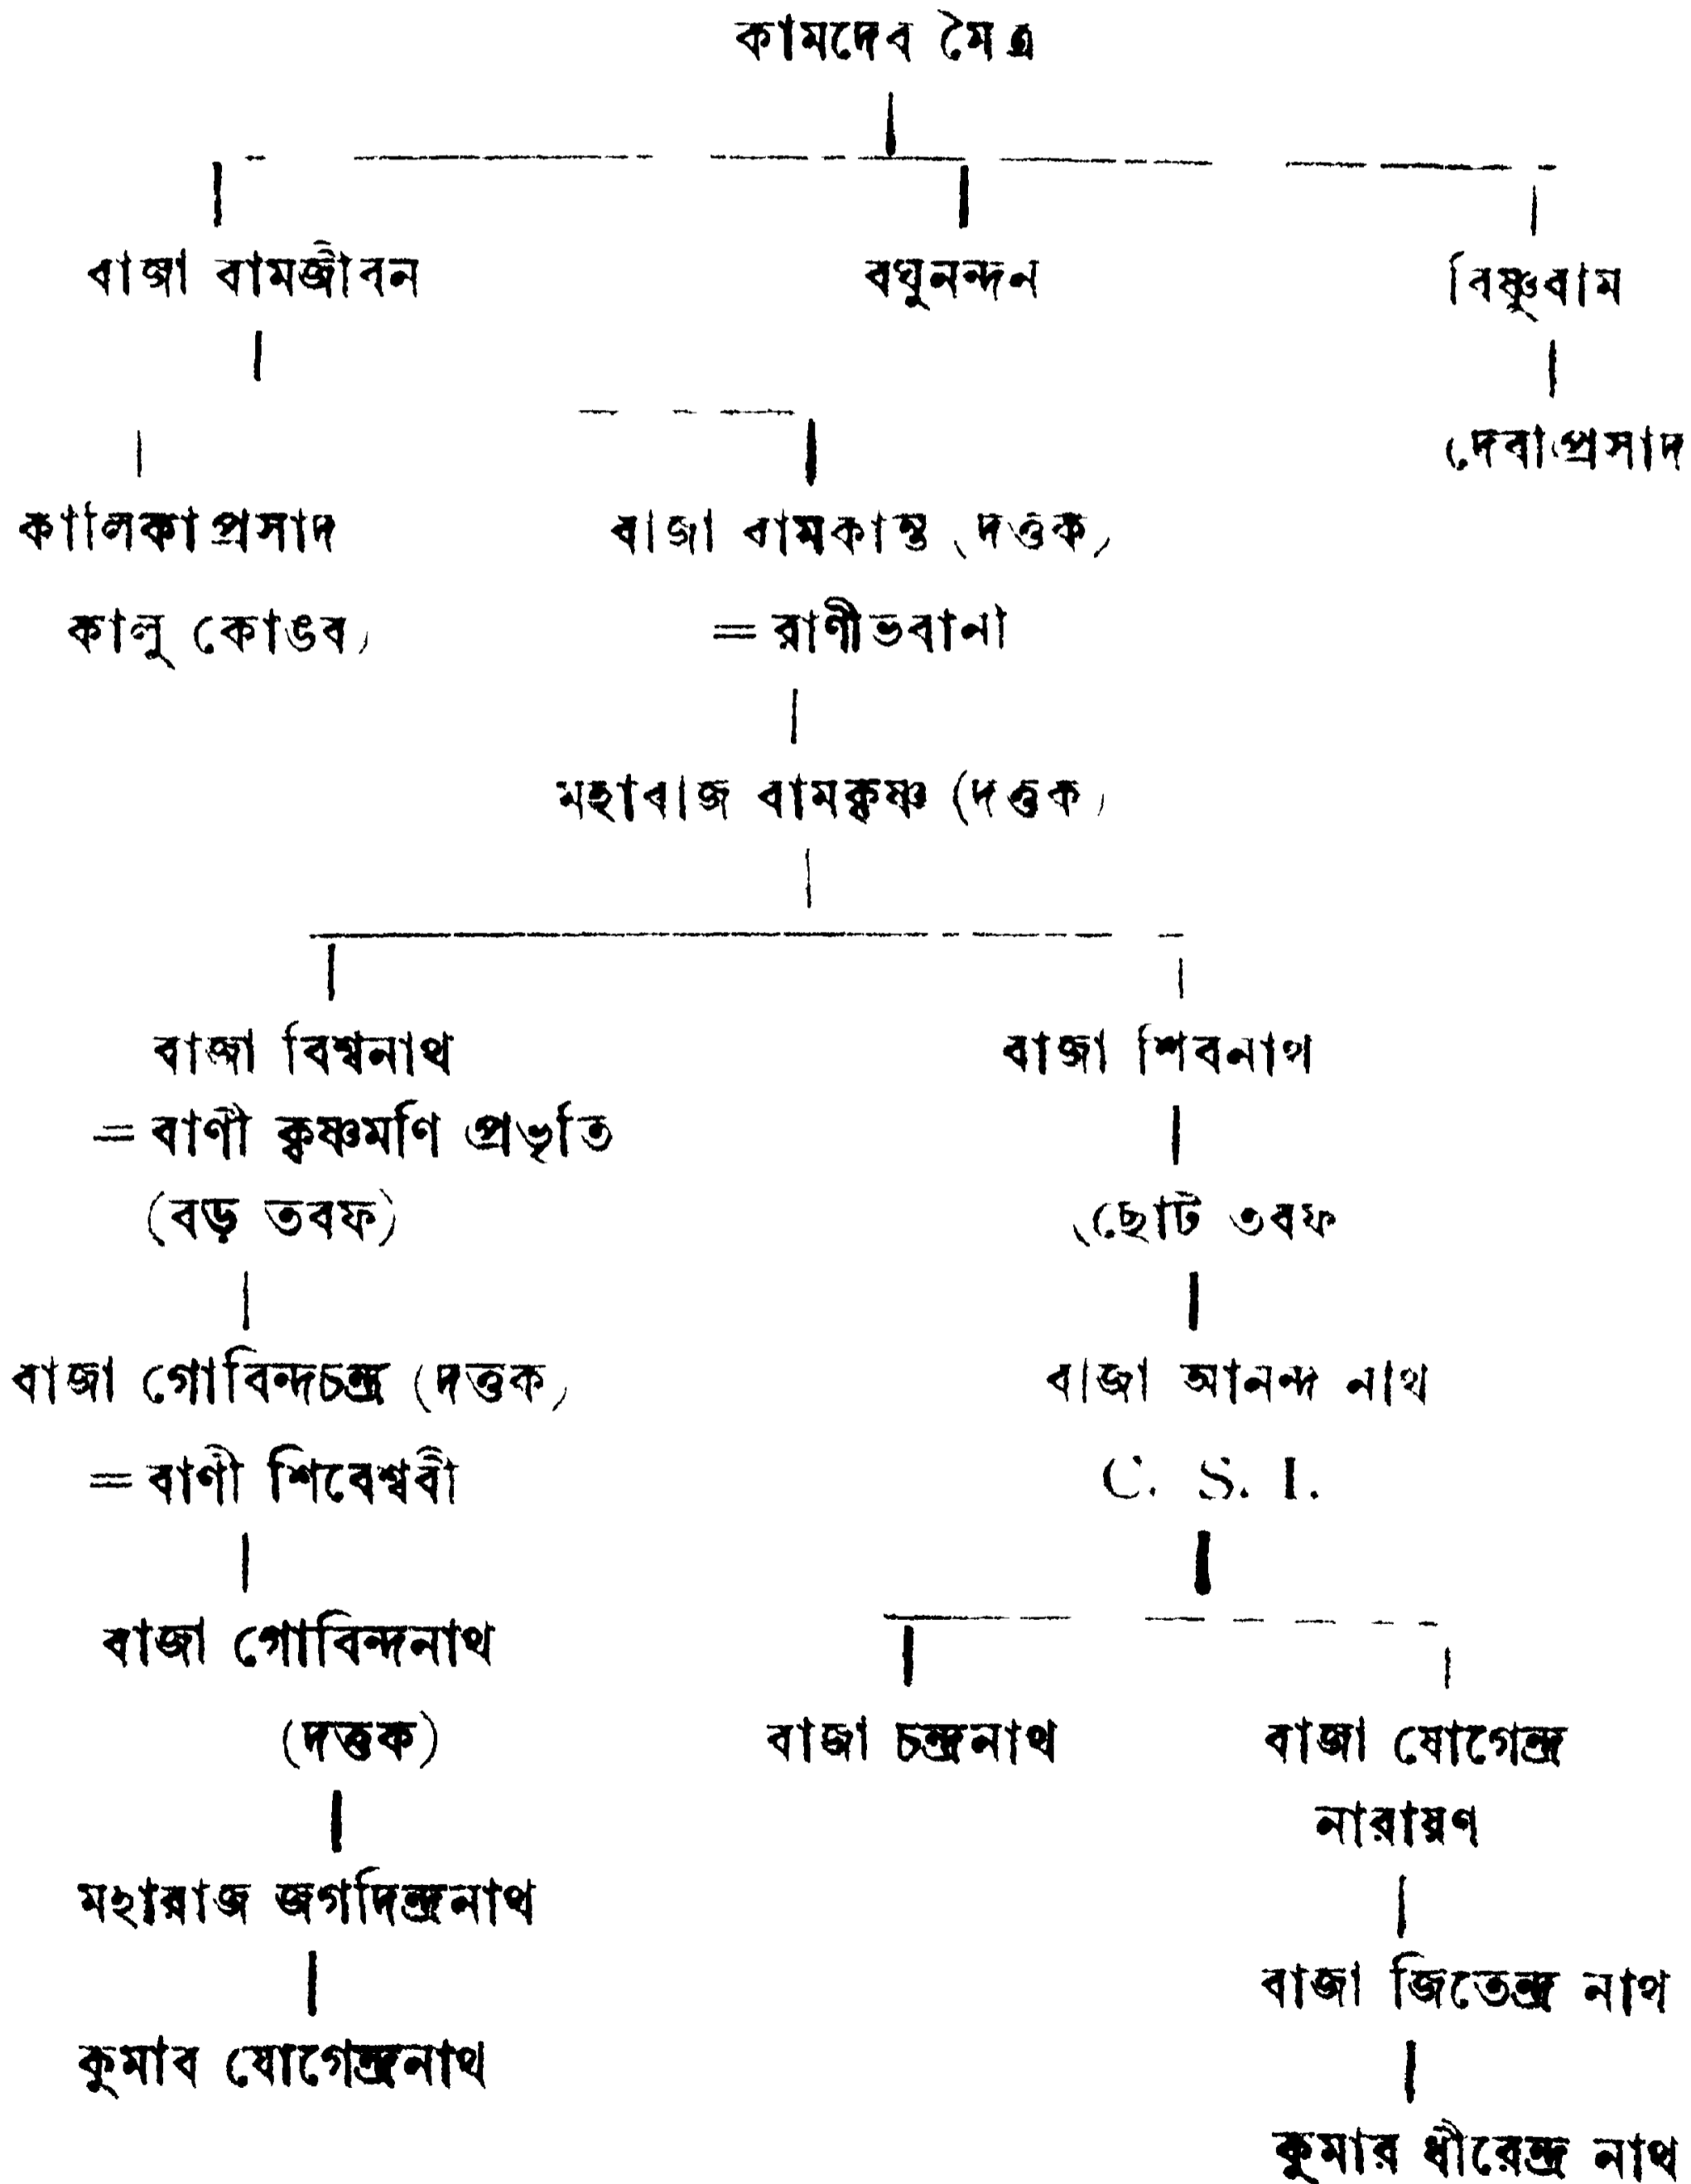 কামদেব মৈত্র
রাজা রামজীবন রঘুনন্দন বিষ্ণুরাম
দেবীপ্রসাদ
কালিকাপ্রসাদ রাজা রামকান্ত (দত্তক)
কালু কোঙর) = রাণীভবানী
মহারাজ রামকৃষ্ণ (দত্তক)
রাজা বিশ্বনাথ রাজা শিবনাথ
= রাণী কৃষ্ণমণি প্রভৃতি
(বড় তরফ) (ছোট তরফ
রাজা গোবিন্দচন্দ্র (দত্তক) রাজা আনন্দ নাথ
= রাণী শিবেশ্বরী C. S. I.
রাজা গোবিন্দনাথ
(দত্তক) রাজা চন্দ্রনাথ রাজা যোগেন্দ্র
নারায়ণ
মহারাজ জগদিন্দ্রনাথ
রাজা জিতেন্দ্র নাথ
কুমার যোগেন্দ্রনাথ
কুমার ধীরেন্দ্র নাথ